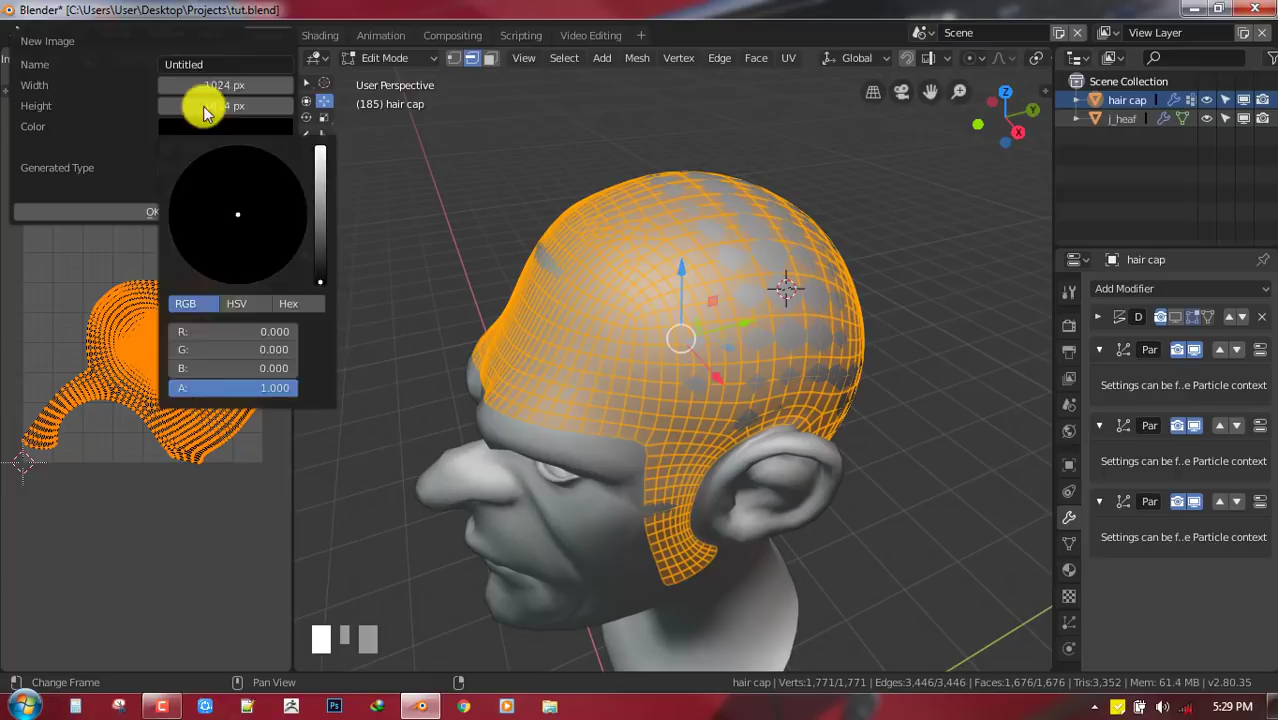 Blender* [C:\Users\User\Desktop\Projects\tut.blend]
Shading Animation Compositing Scripting Video Editing +
Scene
View Layer
New Image
Name Untitled
Width 1024 px
Height px
Color
Generated Type
OK
RGB HSV Hex
R: 0.000
G: 0.000
B: 0.000
A: 1.000
Edit Mode View Select Add Mesh Vertex Edge Face UV Global
User Perspective
(185) hair cap
Z
Y
X
Scene Collection
hair cap
j_heaf
hair cap
Add Modifier
D
Par
Settings can be f..e Particle context
Par
Settings can be f..e Particle context
Par
Settings can be f..e Particle context
Change Frame Pan View hair cap | Verts:1,771/1,771 | Edges:3,446/3,446 | Faces:1,676/1,676 | Tris:3,352 | Mem: 61.4 MB | v2.80.35
Ps
5:29 PM